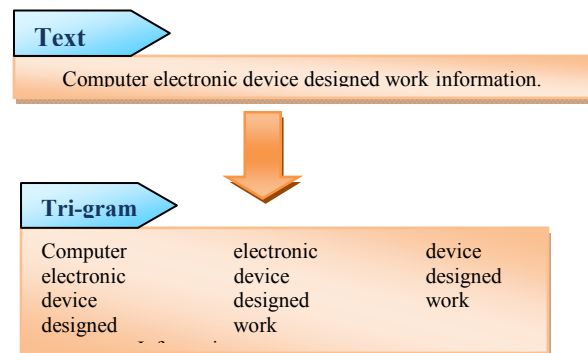 Text
Computer electronic device designed work information.
Tri-gram
Computer electronic device
electronic device designed
device designed work
designed work